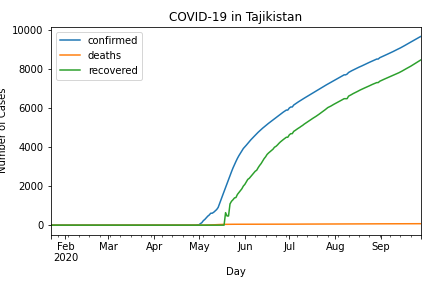 COVID-19 in Tajikistan
10000
8000
6000
4000
2000
0
Number of Cases
confirmed
deaths
recovered
Feb Mar Apr May Jun Jul Aug Sep
2020
Day